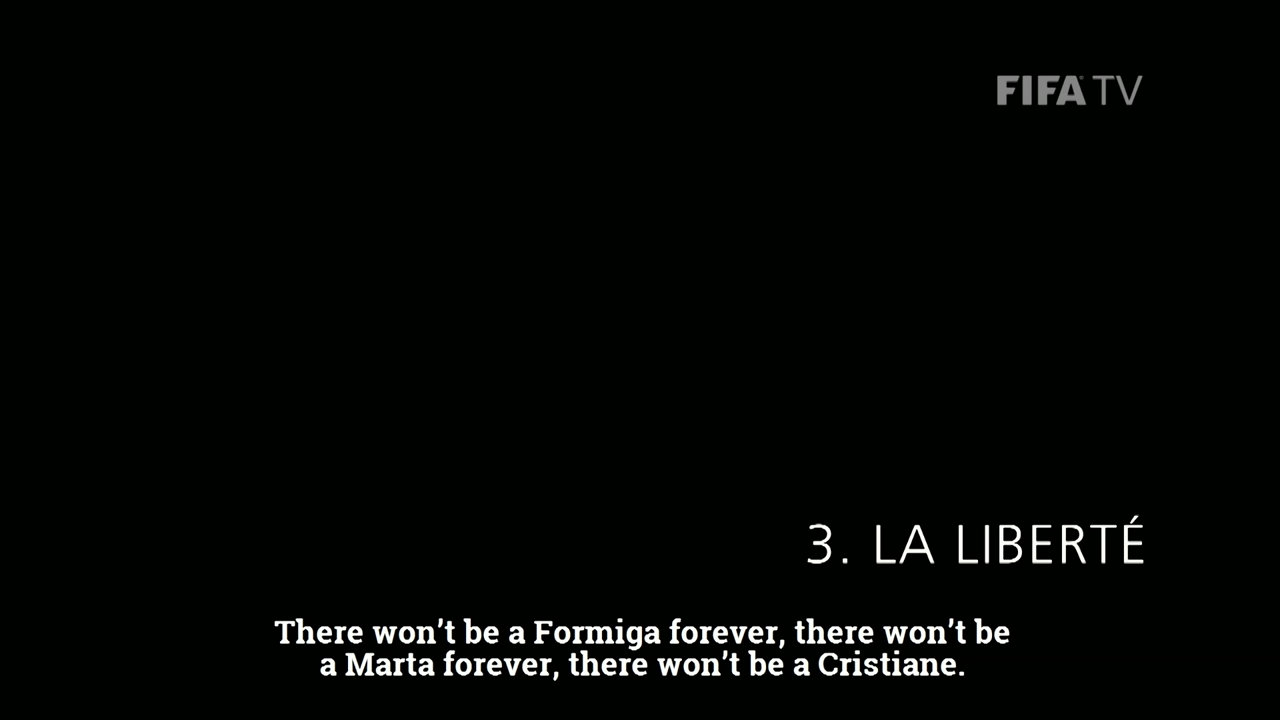 FIFA TV
3. LA LIBERTÉ
There won’t be a Formiga forever, there won’t be
a Marta forever, there won’t be a Cristiane.